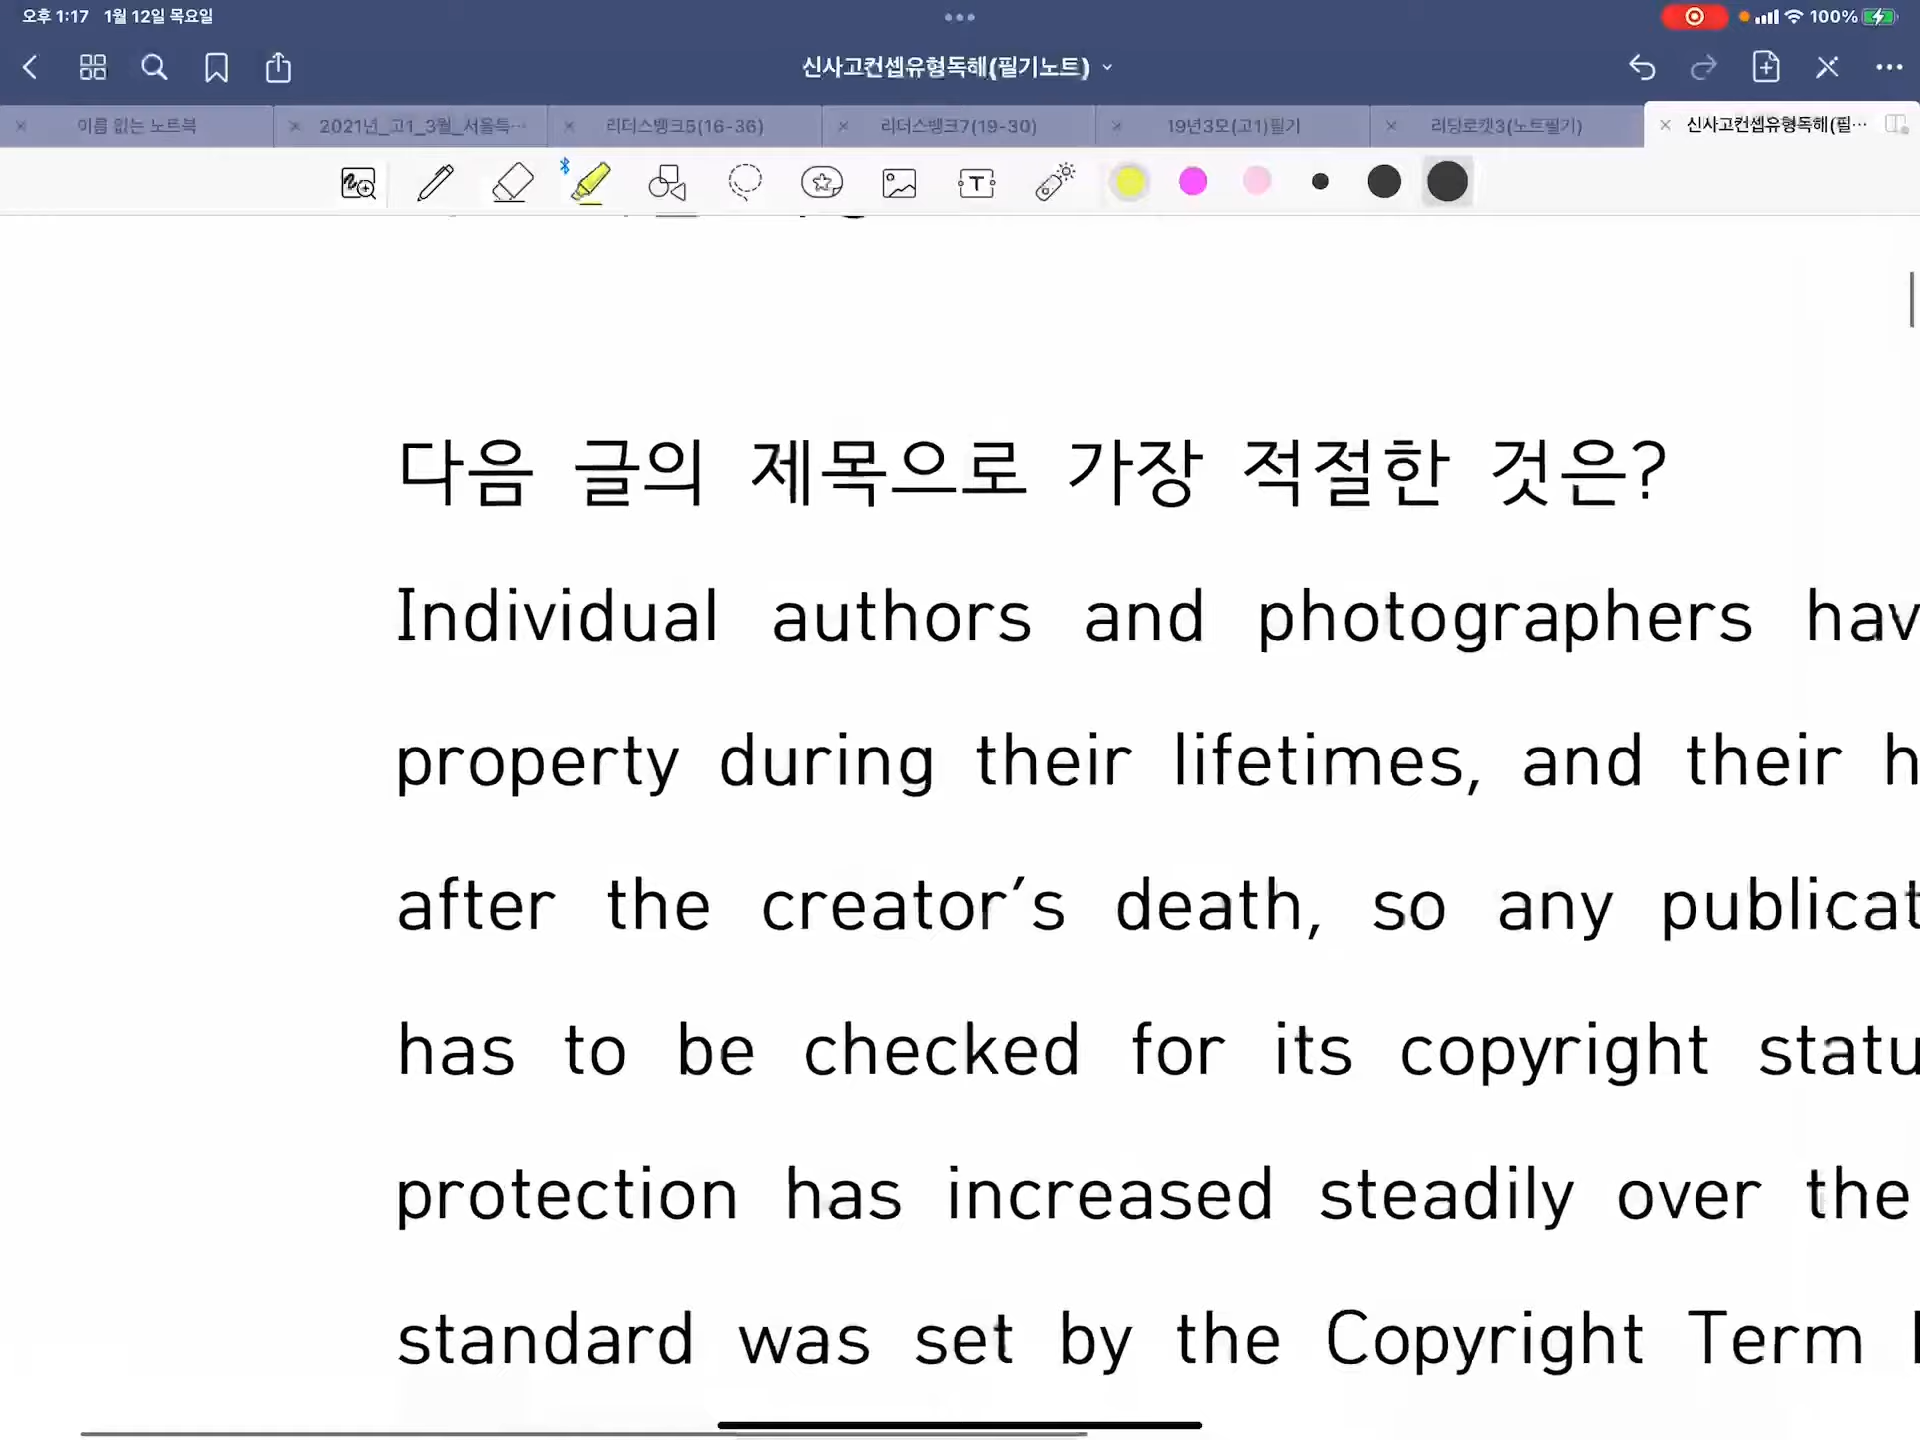 오후 1:17 1월 12일 목요일
100%
신사고컨셉유형독해(필기노트)
이름 없는 노트북
2021년_고1_3월_서울특…
리더스뱅크5(16-36)
리더스뱅크7(19-30)
19년3모(고1)필기
리딩로켓3(노트필기)
신사고컨셉유형독해(필…
다음 글의 제목으로 가장 적절한 것은?
Individual authors and photographers hav
property during their lifetimes, and their h
after the creator’s death, so any publicat
has to be checked for its copyright statu
protection has increased steadily over the
standard was set by the Copyright Term